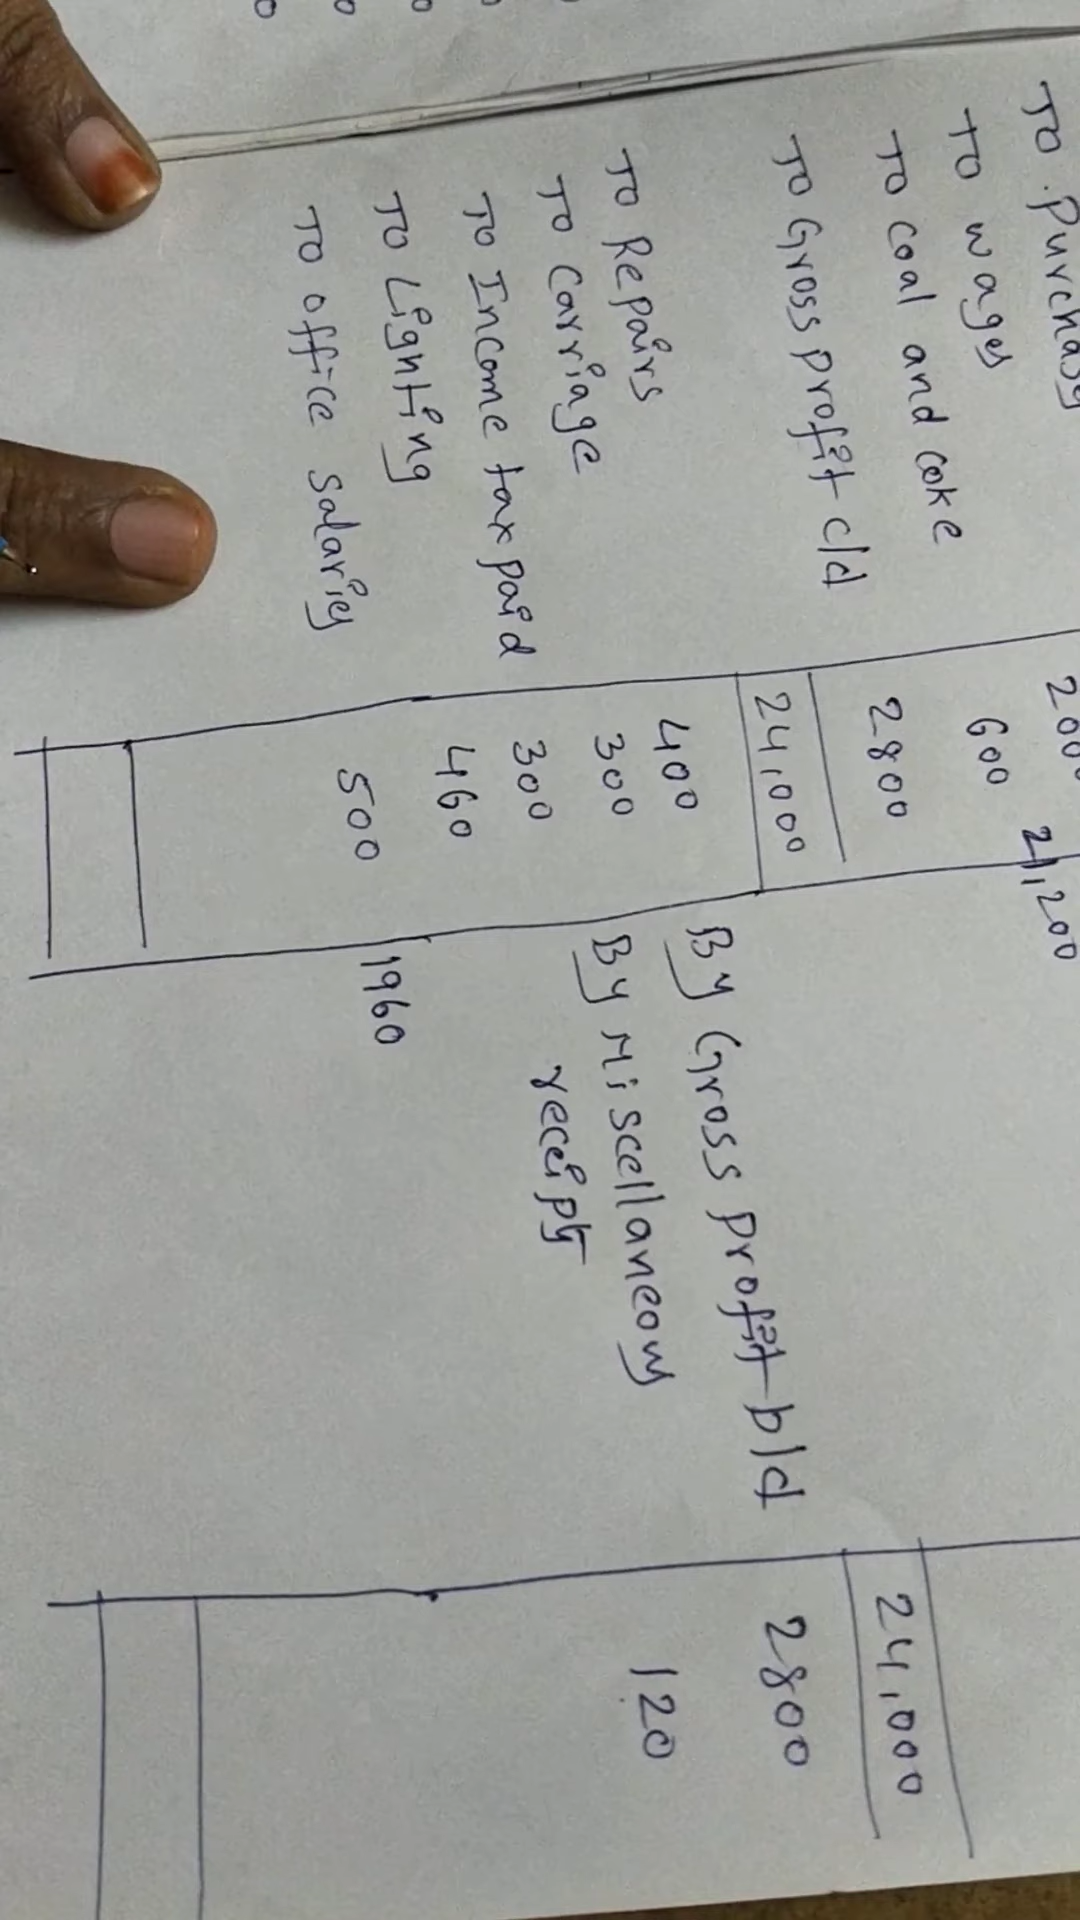 To Purchases
To wages
To coal and coke 600
21,200
To Gross profit c/d 2800
24,000 24,000
To Repairs 400 By Gross profit b/d 2800
To Carriage 300 By Miscellaneous 120
To Income tax paid 300 receipts
To Lighting 460
To office salaries 500
1960